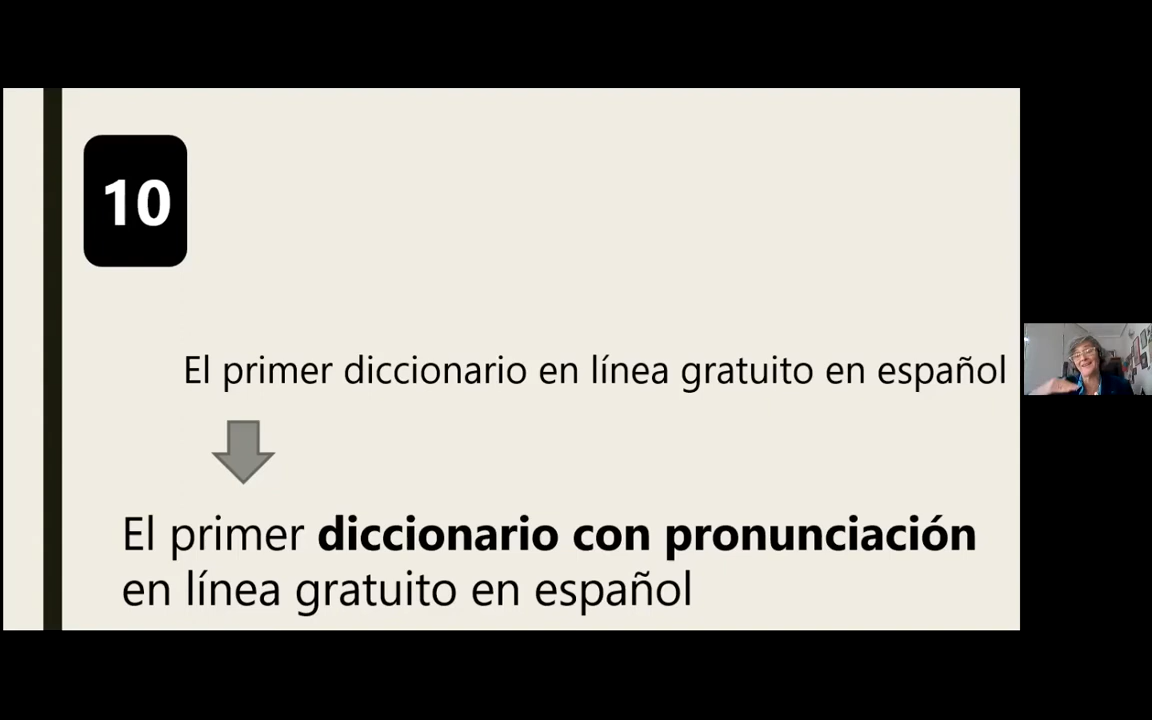 10
El primer diccionario en línea gratuito en español
El primer diccionario con pronunciación
en línea gratuito en español